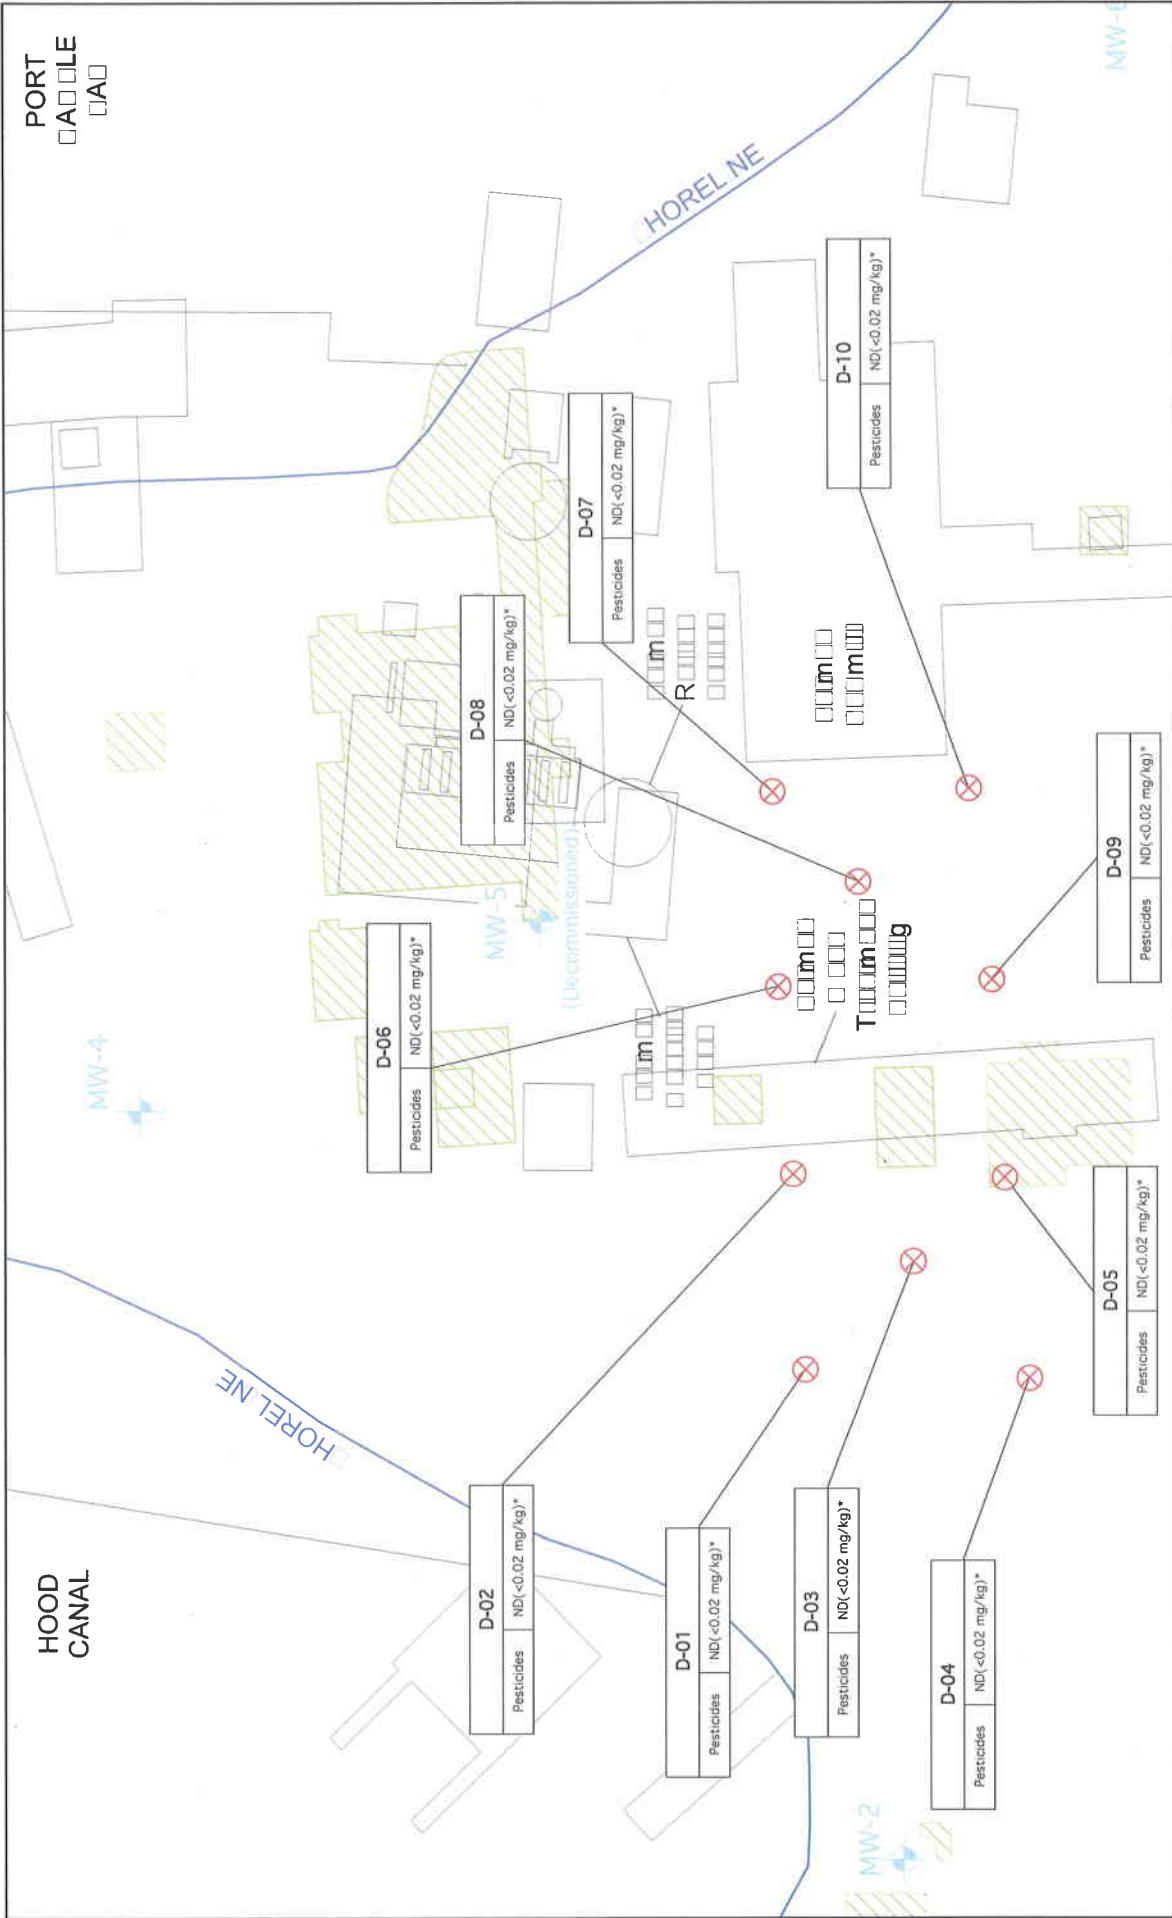 HOOD
CANAL
PORT
HOREL NE
HOREL NE
MW-4
MW-5
(Decommissioned)
MW-2
D-02
Pesticides ND(<0.02 mg/kg)*
D-01
Pesticides ND(<0.02 mg/kg)*
D-03
Pesticides ND(<0.02 mg/kg)*
D-04
Pesticides ND(<0.02 mg/kg)*
D-05
Pesticides ND(<0.02 mg/kg)*
D-06
Pesticides ND(<0.02 mg/kg)*
D-08
Pesticides ND(<0.02 mg/kg)*
D-07
Pesticides ND(<0.02 mg/kg)*
D-10
Pesticides ND(<0.02 mg/kg)*
D-09
Pesticides ND(<0.02 mg/kg)*